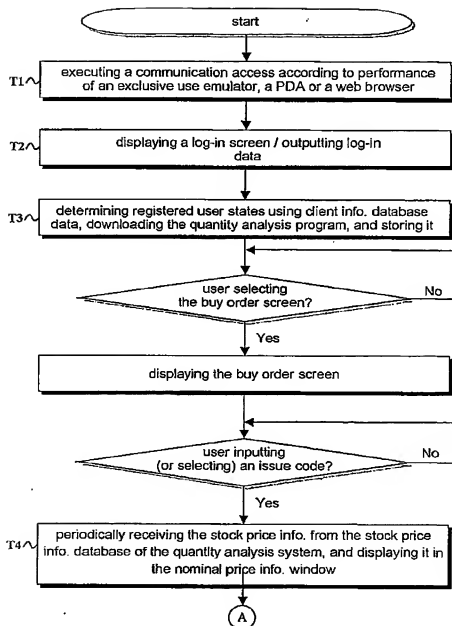 start
T1
executing a communication access according to performance
of an exclusive use emulator, a PDA or a web browser
T2
displaying a log-in screen / outputting log-in
data
T3
determining registered user states using client info. database
data, downloading the quantity analysis program, and storing it
user selecting
the buy order screen?
No
Yes
displaying the buy order screen
user inputting
(or selecting) an issue code?
No
Yes
T4
periodically receiving the stock price info. from the stock price
info. database of the quantity analysis system, and displaying it in
the nominal price info. window
A